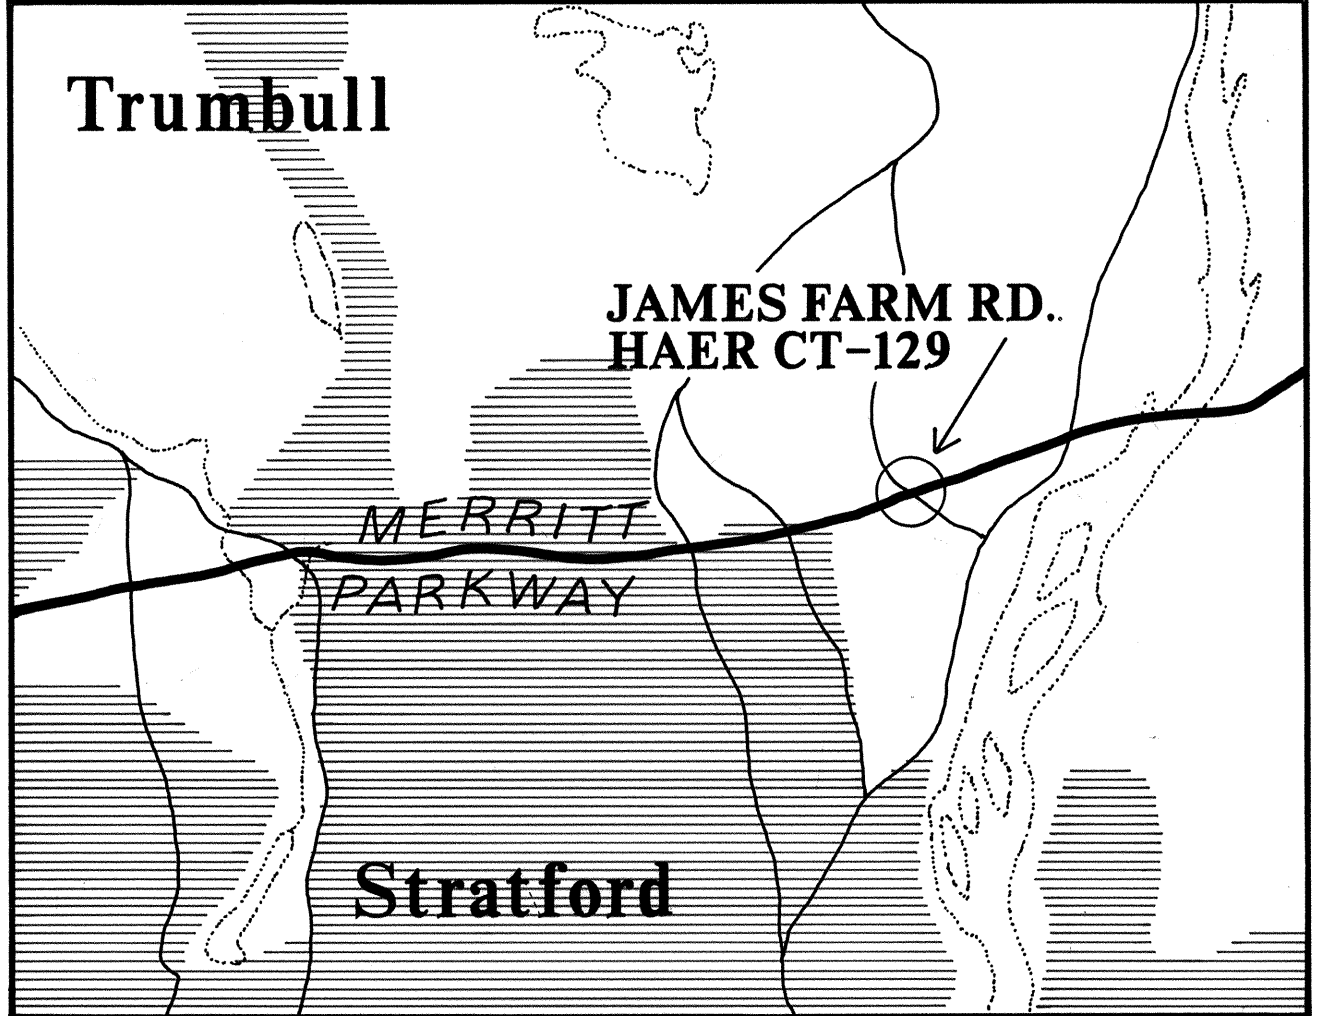 Trumbull
JAMES FARM RD.
HAER CT-129
MERRITT
PARKWAY
Stratford